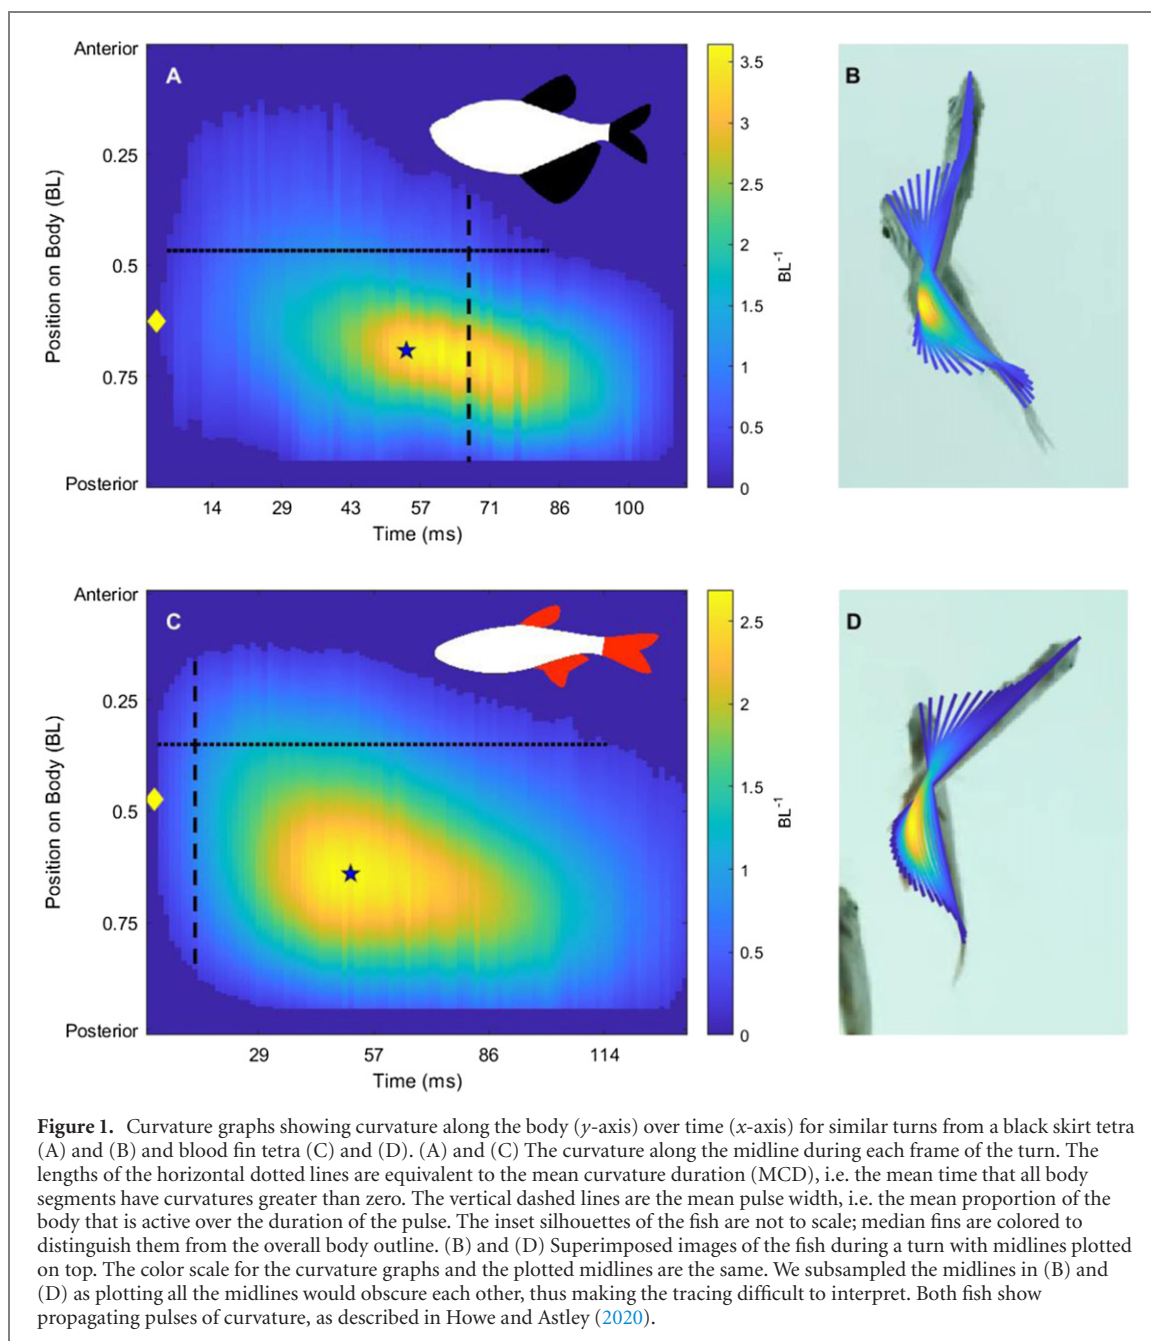 Anterior
A
0.25
0.5
0.75
Posterior
Position on Body (BL)
14 29 43 57 71 86 100
Time (ms)
3.5
3
2.5
2
1.5
1
0.5
0
BL⁻¹
B
Anterior
C
0.25
0.5
0.75
Posterior
Position on Body (BL)
29 57 86 114
Time (ms)
2.5
2
1.5
1
0.5
0
BL⁻¹
D
Figure 1. Curvature graphs showing curvature along the body (y-axis) over time (x-axis) for similar turns from a black skirt tetra
(A) and (B) and blood fin tetra (C) and (D). (A) and (C) The curvature along the midline during each frame of the turn. The
lengths of the horizontal dotted lines are equivalent to the mean curvature duration (MCD), i.e. the mean time that all body
segments have curvatures greater than zero. The vertical dashed lines are the mean pulse width, i.e. the mean proportion of the
body that is active over the duration of the pulse. The inset silhouettes of the fish are not to scale; median fins are colored to
distinguish them from the overall body outline. (B) and (D) Superimposed images of the fish during a turn with midlines plotted
on top. The color scale for the curvature graphs and the plotted midlines are the same. We subsampled the midlines in (B) and
(D) as plotting all the midlines would obscure each other, thus making the tracing difficult to interpret. Both fish show
propagating pulses of curvature, as described in Howe and Astley (2020).